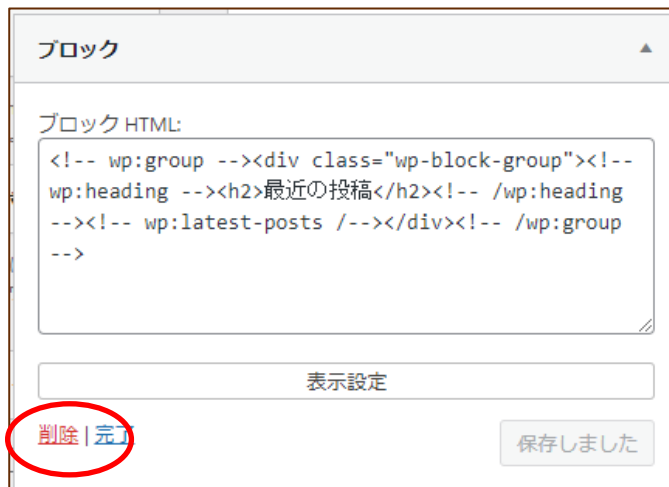 ブロック
ブロック HTML:
<!-- wp:group --><div class="wp-block-group"><!--
wp:heading --><h2>最近の投稿</h2><!-- /wp:heading
--><!-- wp:latest-posts /--></div><!-- /wp:group
-->
表示設定
削除 | 完了
保存しました